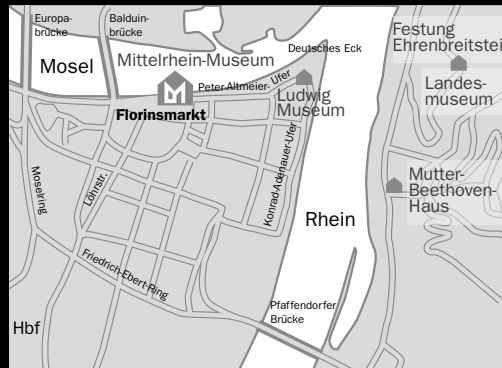 Europa-
brücke
Balduin-
brücke
Festung
Ehrenbreitstei
Deutsches Eck
Mosel
Mittelrhein-Museum
Landes-
museum
Peter-Altmeier-Ufer
Ludwig
Museum
Florinsmarkt
Mutter-
Beethoven-
Haus
Moselring
Löhrstr.
Konrad-Adenauer-Ufer
Rhein
Friedrich-Ebert-Ring
Pfaffendorfer
Brücke
Hbf